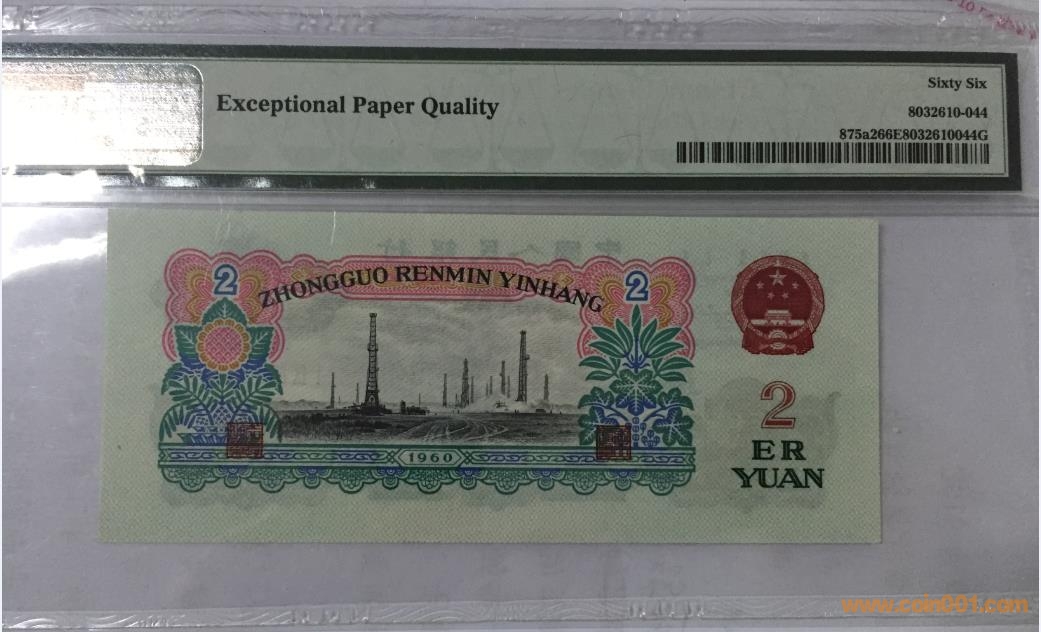 Exceptional Paper Quality
Sixty Six
8032610-044
875a266E8032610044G
2
ZHONGGUO RENMIN YINHANG
2
2
ER
YUAN
1960
www.coin001.com